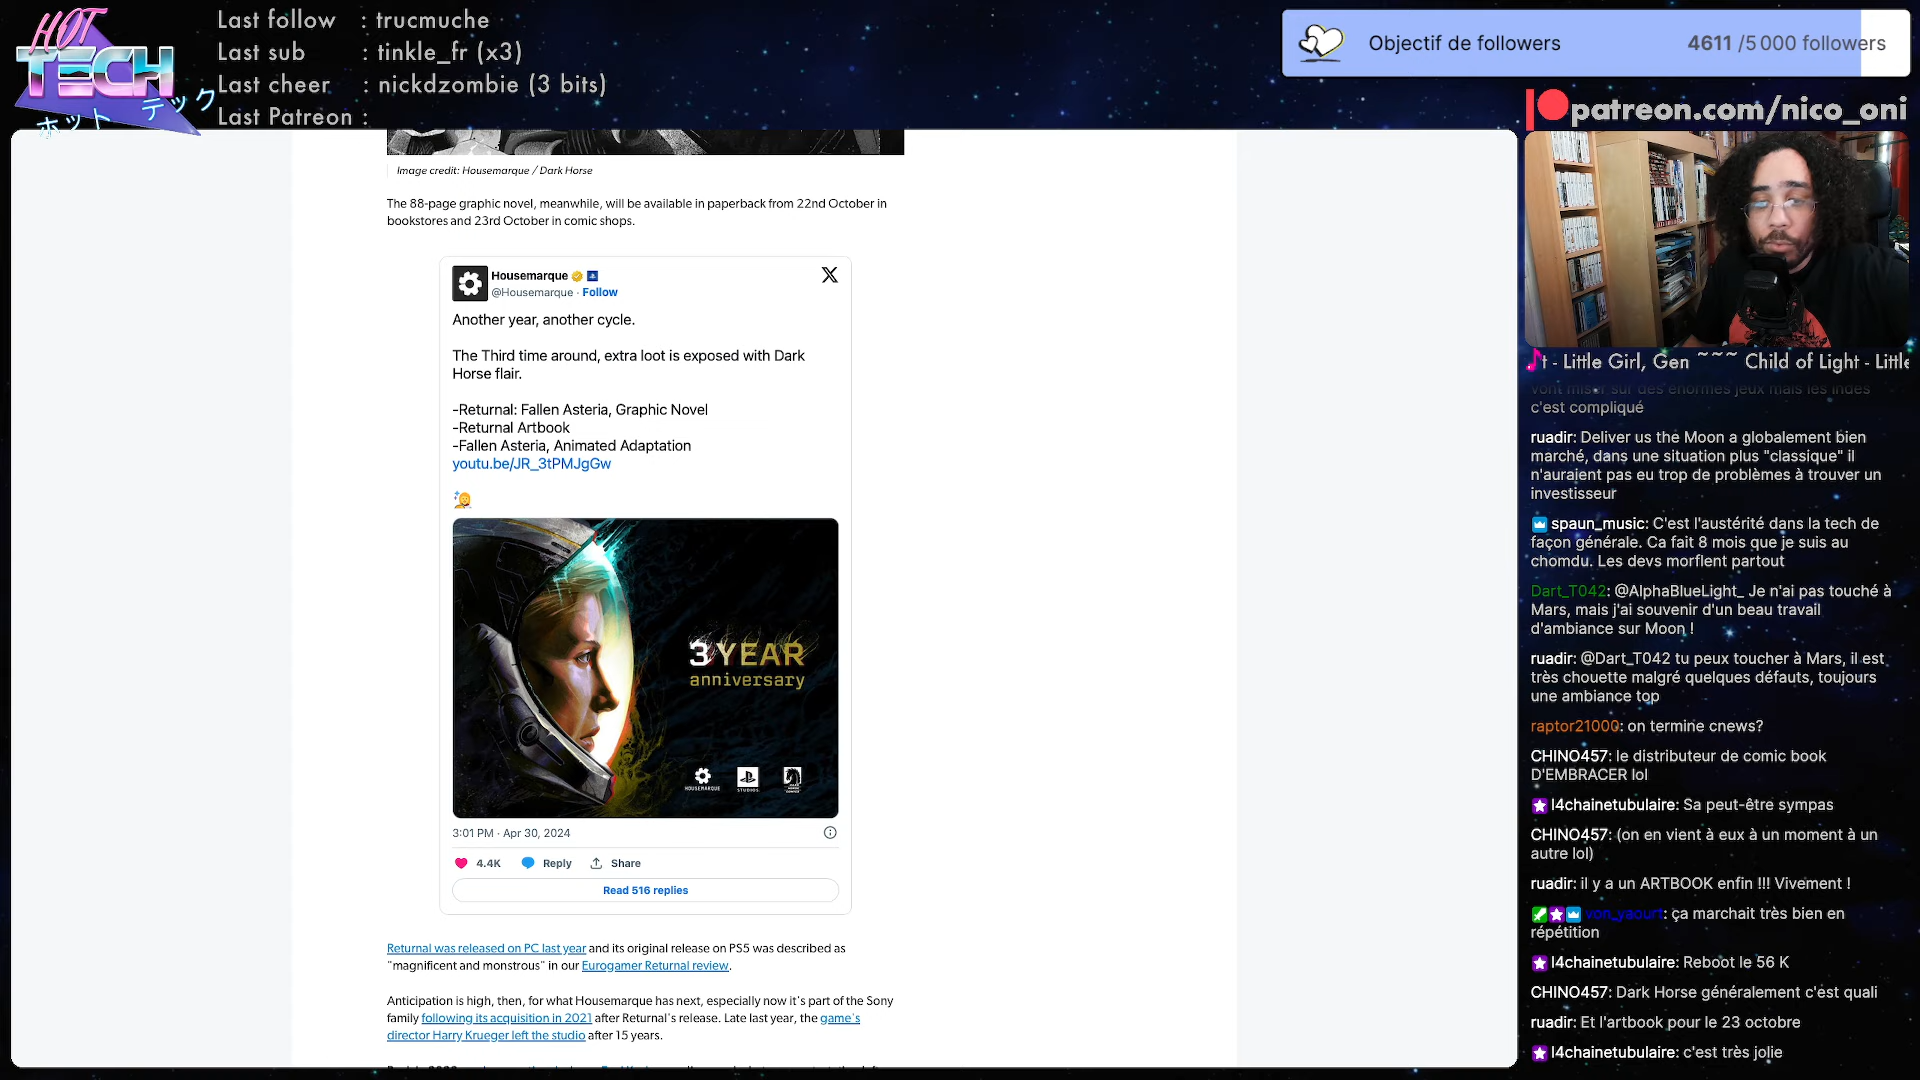 HOT
TECH
ホット テック
Last follow : trucmuche
Last sub : tinkle_fr (x3)
Last cheer : nickdzombie (3 bits)
Last Patreon :
Objectif de followers 4611 /5 000 followers
patreon.com/nico_oni
Image credit: Housemarque / Dark Horse
The 88-page graphic novel, meanwhile, will be available in paperback from 22nd October in
bookstores and 23rd October in comic shops.
Housemarque
@Housemarque · Follow
Another year, another cycle.
The Third time around, extra loot is exposed with Dark
Horse flair.
-Returnal: Fallen Asteria, Graphic Novel
-Returnal Artbook
-Fallen Asteria, Animated Adaptation
youtu.be/JR_3tPMJgGw
3 YEAR
anniversary
HOUSEMARQUE
STUDIOS
3:01 PM · Apr 30, 2024
4.4K Reply Share
Read 516 replies
Returnal was released on PC last year and its original release on PS5 was described as
"magnificent and monstrous" in our Eurogamer Returnal review.
Anticipation is high, then, for what Housemarque has next, especially now it's part of the Sony
family following its acquisition in 2021 after Returnal's release. Late last year, the game's
director Harry Krueger left the studio after 15 years.
t - Little Girl, Gen ~~~ Child of Light - Little
vont miser sur des énormes jeux mais les indés
c'est compliqué
ruadir: Deliver us the Moon a globalement bien
marché, dans une situation plus "classique" il
n'auraient pas eu trop de problèmes à trouver un
investisseur
spaun_music: C'est l'austérité dans la tech de
façon générale. Ca fait 8 mois que je suis au
chomdu. Les devs morflent partout
Dart_T042: @AlphaBlueLight_ Je n'ai pas touché à
Mars, mais j'ai souvenir d'un beau travail
d'ambiance sur Moon !
ruadir: @Dart_T042 tu peux toucher à Mars, il est
très chouette malgré quelques défauts, toujours
une ambiance top
raptor21000: on termine cnews?
CHINO457: le distributeur de comic book
D'EMBRACER lol
l4chainetubulaire: Sa peut-être sympas
CHINO457: (on en vient à eux à un moment à un
autre lol)
ruadir: il y a un ARTBOOK enfin !!! Vivement !
von_yaourt: ça marchait très bien en
répétition
l4chainetubulaire: Reboot le 56 K
CHINO457: Dark Horse généralement c'est quali
ruadir: Et l'artbook pour le 23 octobre
l4chainetubulaire: c'est très jolie